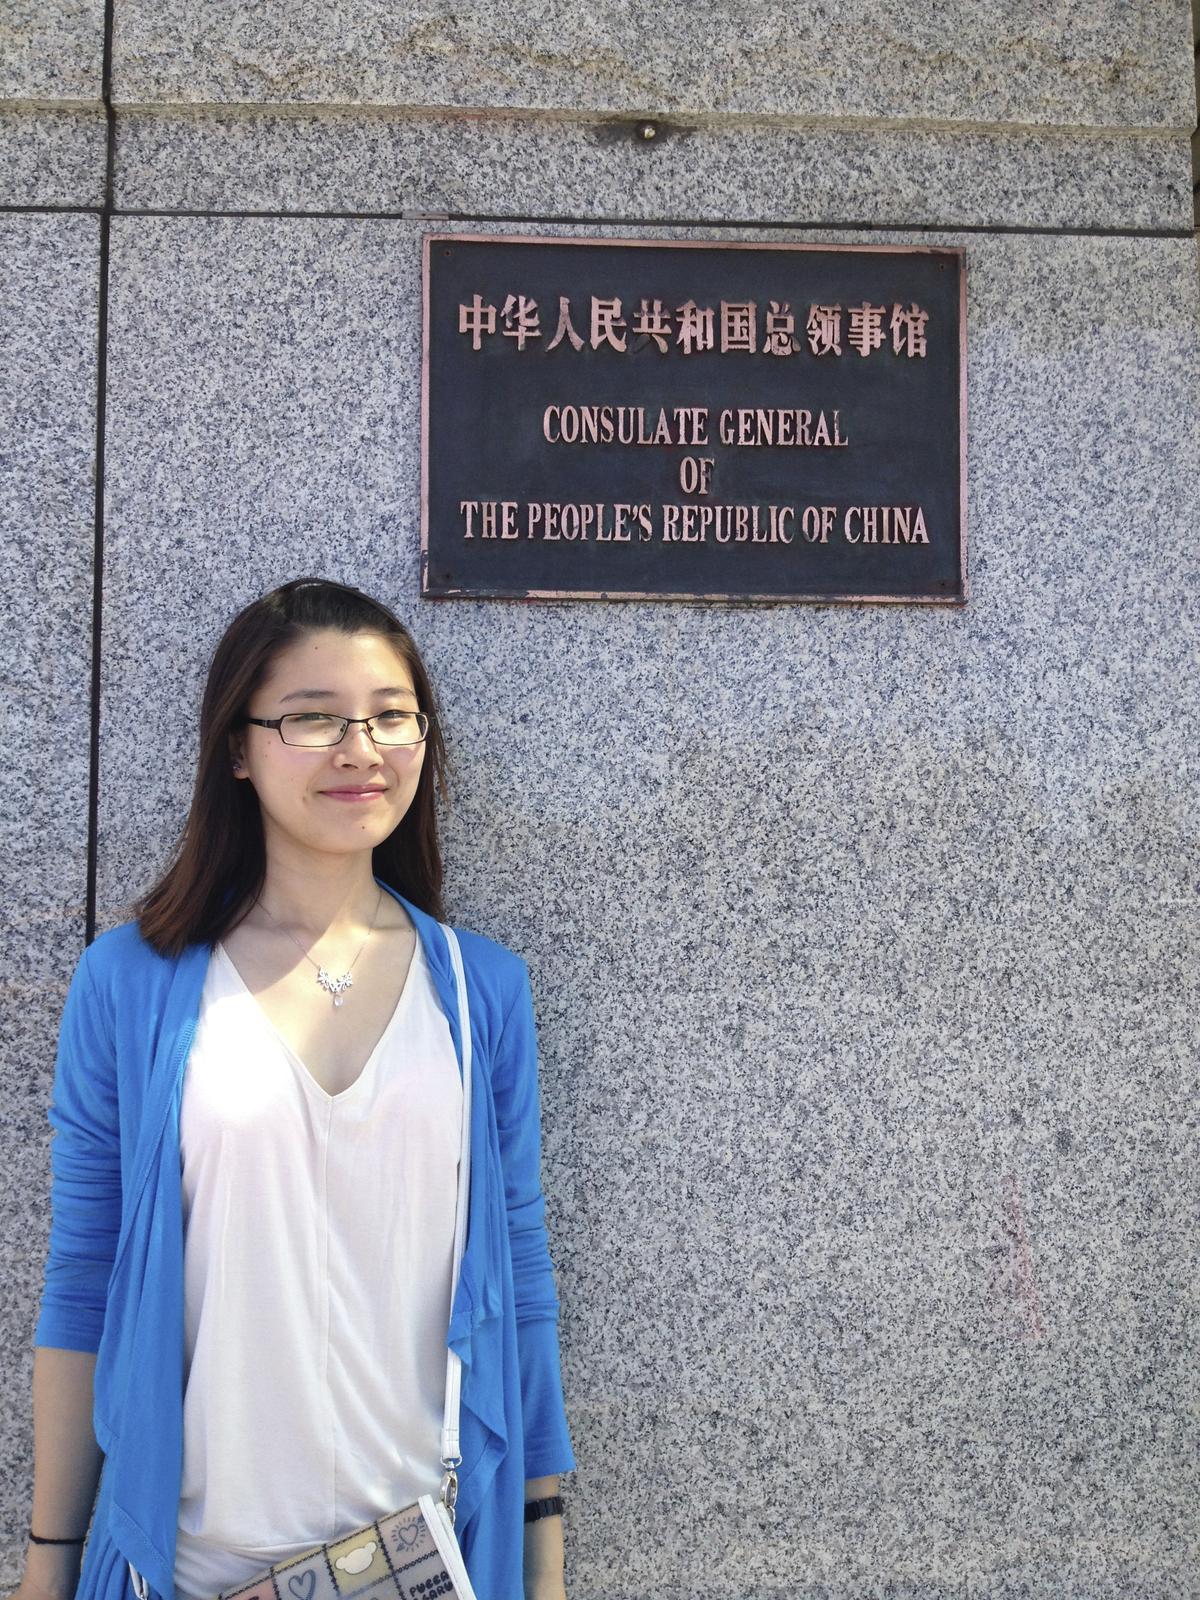 中华人民共和国总领事馆
CONSULATE GENERAL
OF
THE PEOPLE'S REPUBLIC OF CHINA
PUCCA